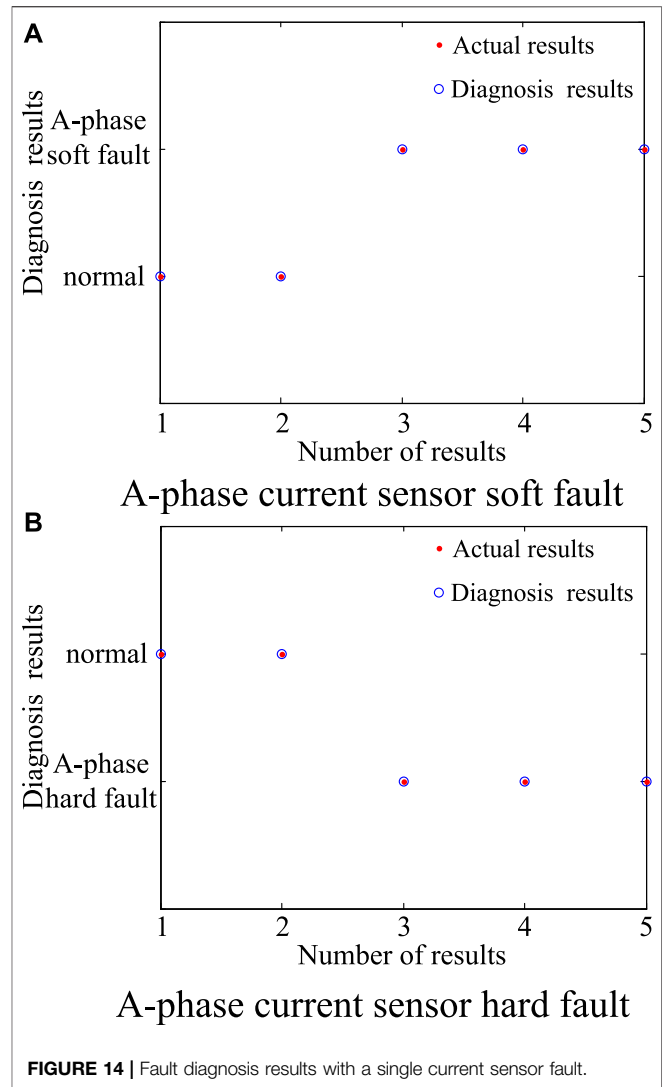 A
Actual results
Diagnosis results
Diagnosis results
A-phase
soft fault
normal
1 2 3 4 5
Number of results
A-phase current sensor soft fault
B
Actual results
Diagnosis results
Diagnosis results
normal
A-phase
hard fault
1 2 3 4 5
Number of results
A-phase current sensor hard fault
FIGURE 14 | Fault diagnosis results with a single current sensor fault.